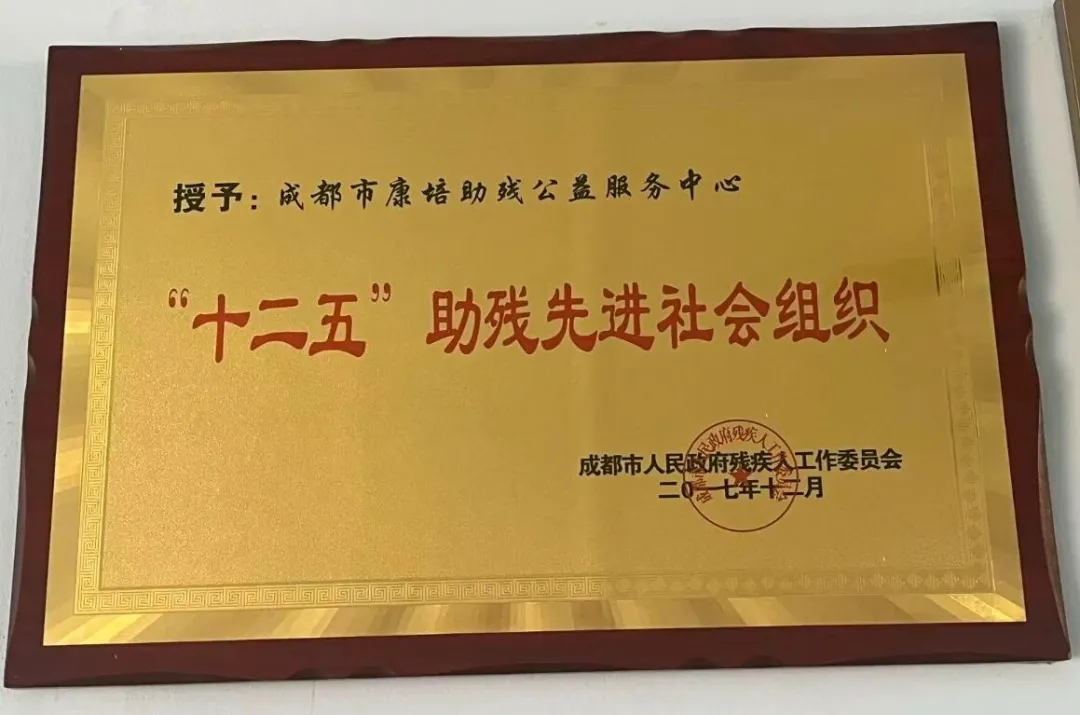 授予：成都市康培助残公益服务中心
“十二五”助残先进社会组织
成都市人民政府残疾人工作委员会
二0一七年十二月